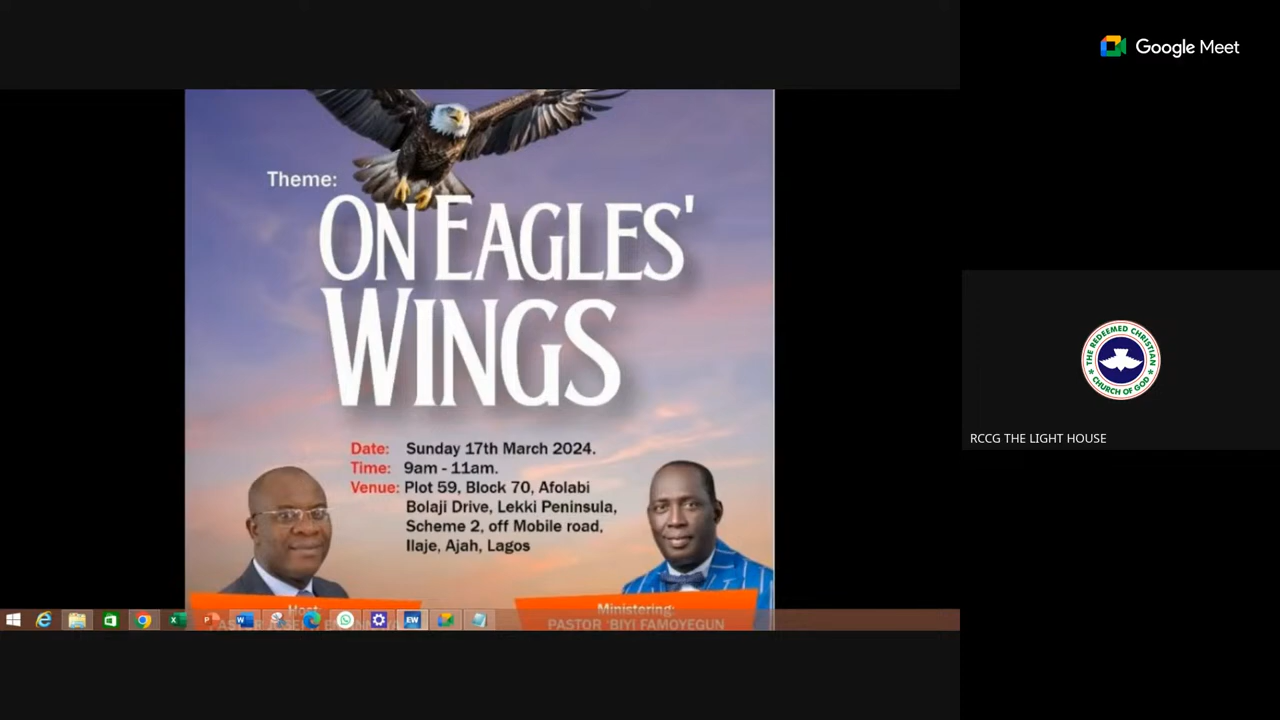 Google Meet
Theme:
ON EAGLES'
WINGS
Date: Sunday 17th March 2024.
Time: 9am - 11am.
Venue: Plot 59, Block 70, Afolabi
Bolaji Drive, Lekki Peninsula,
Scheme 2, off Mobile road,
Ilaje, Ajah, Lagos
Host:
Ministering:
PASTOR 'BIYI FAMOYEGUN
THE REDEEMED CHRISTIAN
CHURCH OF GOD
RCCG THE LIGHT HOUSE
EW